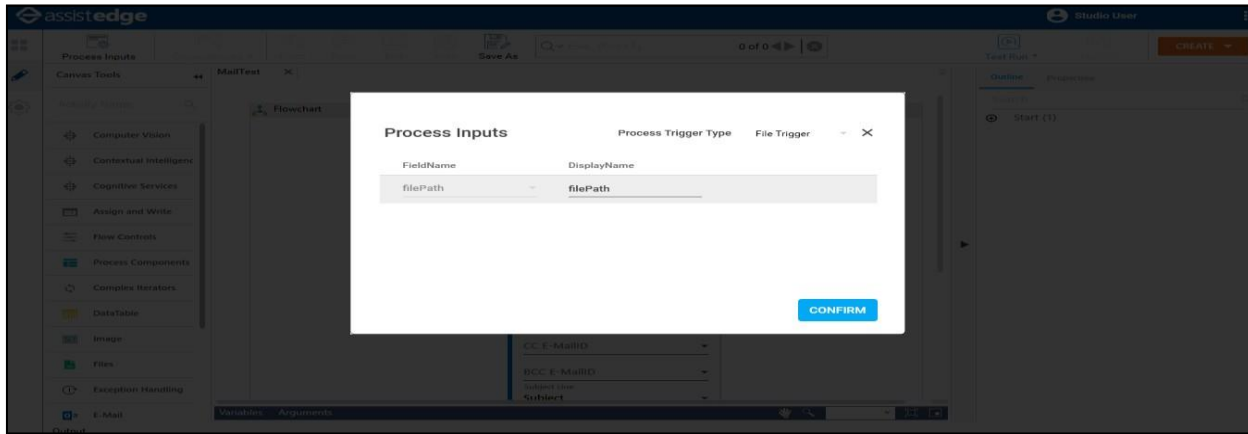 assistedge
Studio User
Process Inputs
Save As
0 of 0
Test Run
CREATE
Canvas Tools
MailTest
Outline
Properties
Flowchart
Start (1)
Computer Vision
Contextual Intelligenc
Cognitive Services
Assign and Write
Flow Controls
Process Components
Complex Iterators
DataTable
Image
Files
Exception Handling
E-Mail
Output
Process Inputs
Process Trigger Type
File Trigger
FieldName
DisplayName
filePath
filePath
CONFIRM
CC E-MailID
BCC E-MailID
Subject Line
Subject
Variables
Arguments